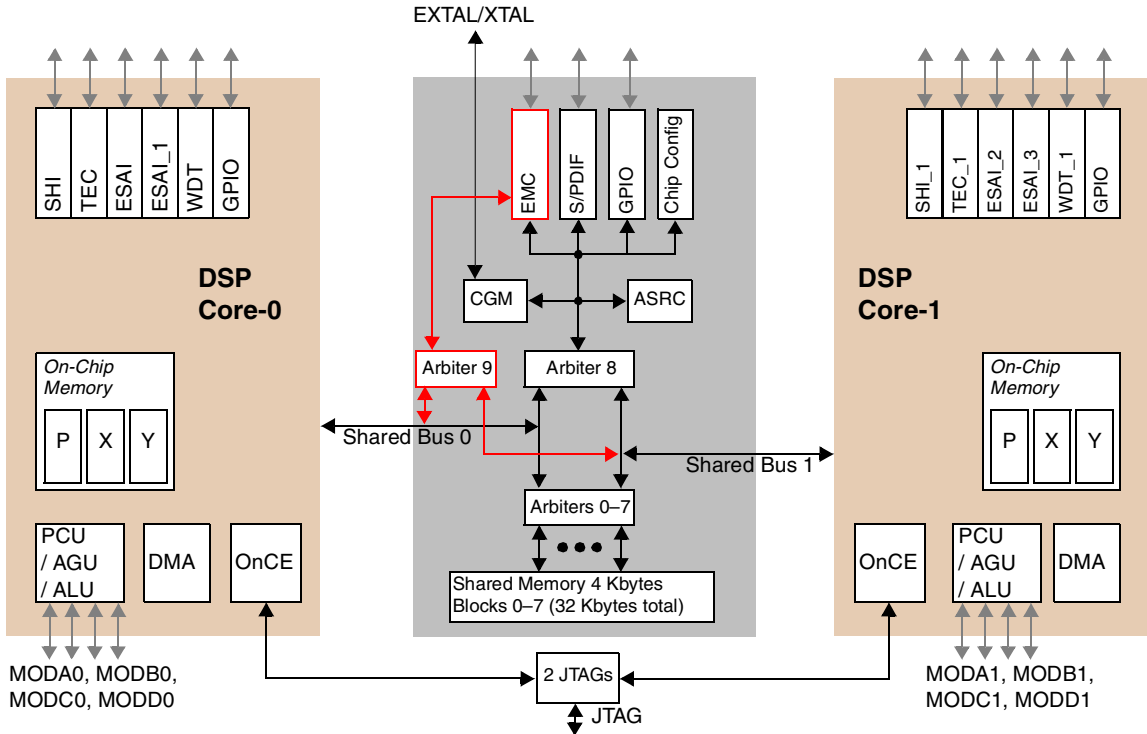 EXTAL/XTAL
SHI
TEC
ESAI
ESAI_1
WDT
GPIO
EMC
S/PDIF
GPIO
Chip Config
SHI_1
TEC_1
ESAI_2
ESAI_3
WDT_1
GPIO
DSP
Core-0
CGM
ASRC
DSP
Core-1
On-Chip
Memory
P
X
Y
Arbiter 9
Arbiter 8
On-Chip
Memory
P
X
Y
Shared Bus 0
Shared Bus 1
Arbiters 0–7
PCU
/ AGU
/ ALU
DMA
OnCE
Shared Memory 4 Kbytes
Blocks 0–7 (32 Kbytes total)
OnCE
PCU
/ AGU
/ ALU
DMA
MODA0, MODB0,
MODC0, MODD0
2 JTAGs
JTAG
MODA1, MODB1,
MODC1, MODD1